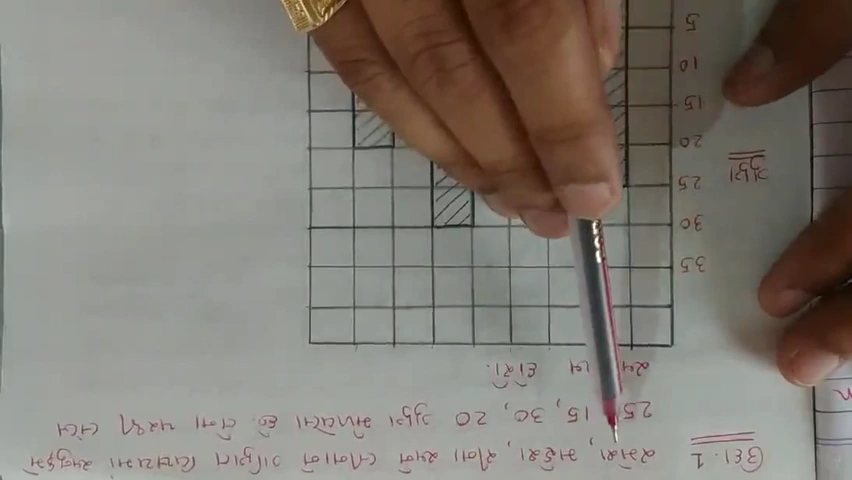 ઉદા. 1 રમેશ, મહેશ, અને ગણિત વિષયમાં અનુક્રમે
25, 15, 30, 20 ગુણ મેળવેલ છે. તેના પરથી
દોરો.
35
30
25
ગુણ
20
15
10
5